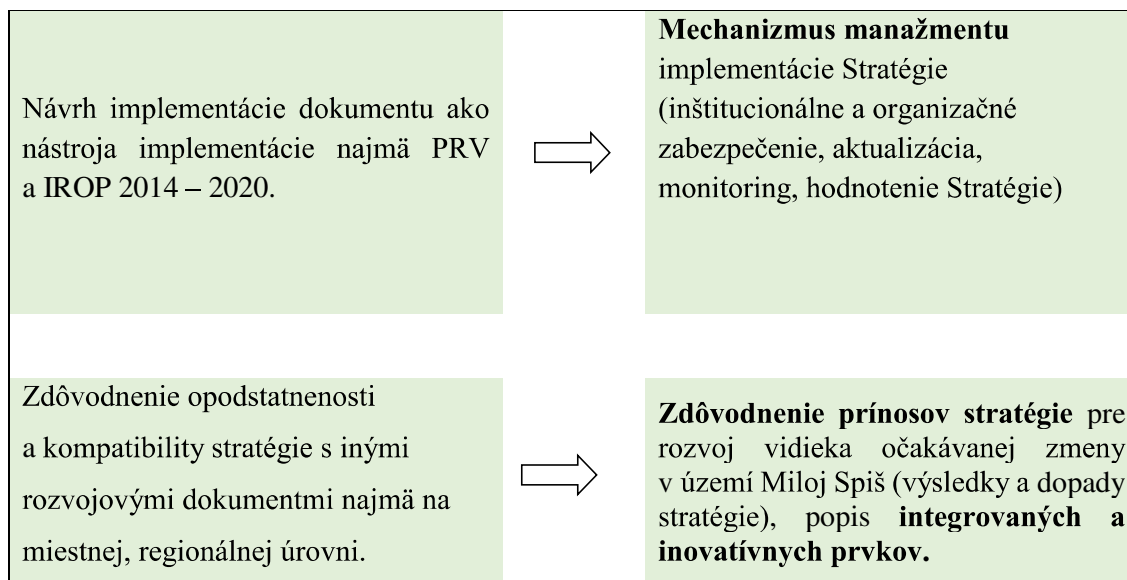 Návrh implementácie dokumentu ako
nástroja implementácie najmä PRV
a IROP 2014 – 2020.
Mechanizmus manažmentu
implementácie Stratégie
(inštitucionálne a organizačné
zabezpečenie, aktualizácia,
monitoring, hodnotenie Stratégie)
Zdôvodnenie opodstatnenosti
a kompatibility stratégie s inými
rozvojovými dokumentmi najmä na
miestnej, regionálnej úrovni.
Zdôvodnenie prínosov stratégie pre
rozvoj vidieka očakávanej zmeny
v území Miloj Spiš (výsledky a dopady
stratégie), popis integrovaných a
inovatívnych prvkov.